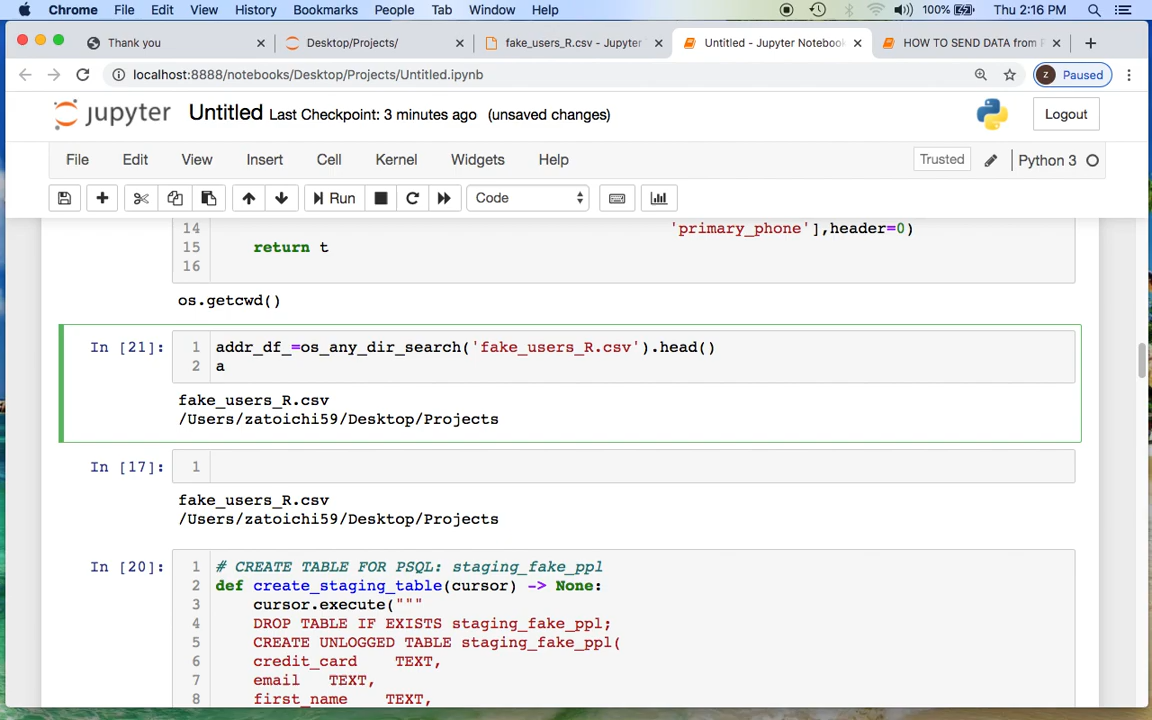 Chrome File Edit View History Bookmarks People Tab Window Help 100% Thu 2:16 PM
Thank you Desktop/Projects/ fake_users_R.csv - Jupyter Untitled - Jupyter Notebook HOW TO SEND DATA from P
localhost:8888/notebooks/Desktop/Projects/Untitled.ipynb z Paused
jupyter Untitled Last Checkpoint: 3 minutes ago (unsaved changes) Logout
File Edit View Insert Cell Kernel Widgets Help Trusted Python 3
Run Code
14 'primary_phone'],header=0)
15 return t
16
os.getcwd()
In [21]: 1 addr_df_=os_any_dir_search('fake_users_R.csv').head()
2 a
fake_users_R.csv
/Users/zatoichi59/Desktop/Projects
In [17]: 1
fake_users_R.csv
/Users/zatoichi59/Desktop/Projects
In [20]: 1 # CREATE TABLE FOR PSQL: staging_fake_ppl
2 def create_staging_table(cursor) -> None:
3 cursor.execute("""
4 DROP TABLE IF EXISTS staging_fake_ppl;
5 CREATE UNLOGGED TABLE staging_fake_ppl(
6 credit_card TEXT,
7 email TEXT,
8 first_name TEXT,